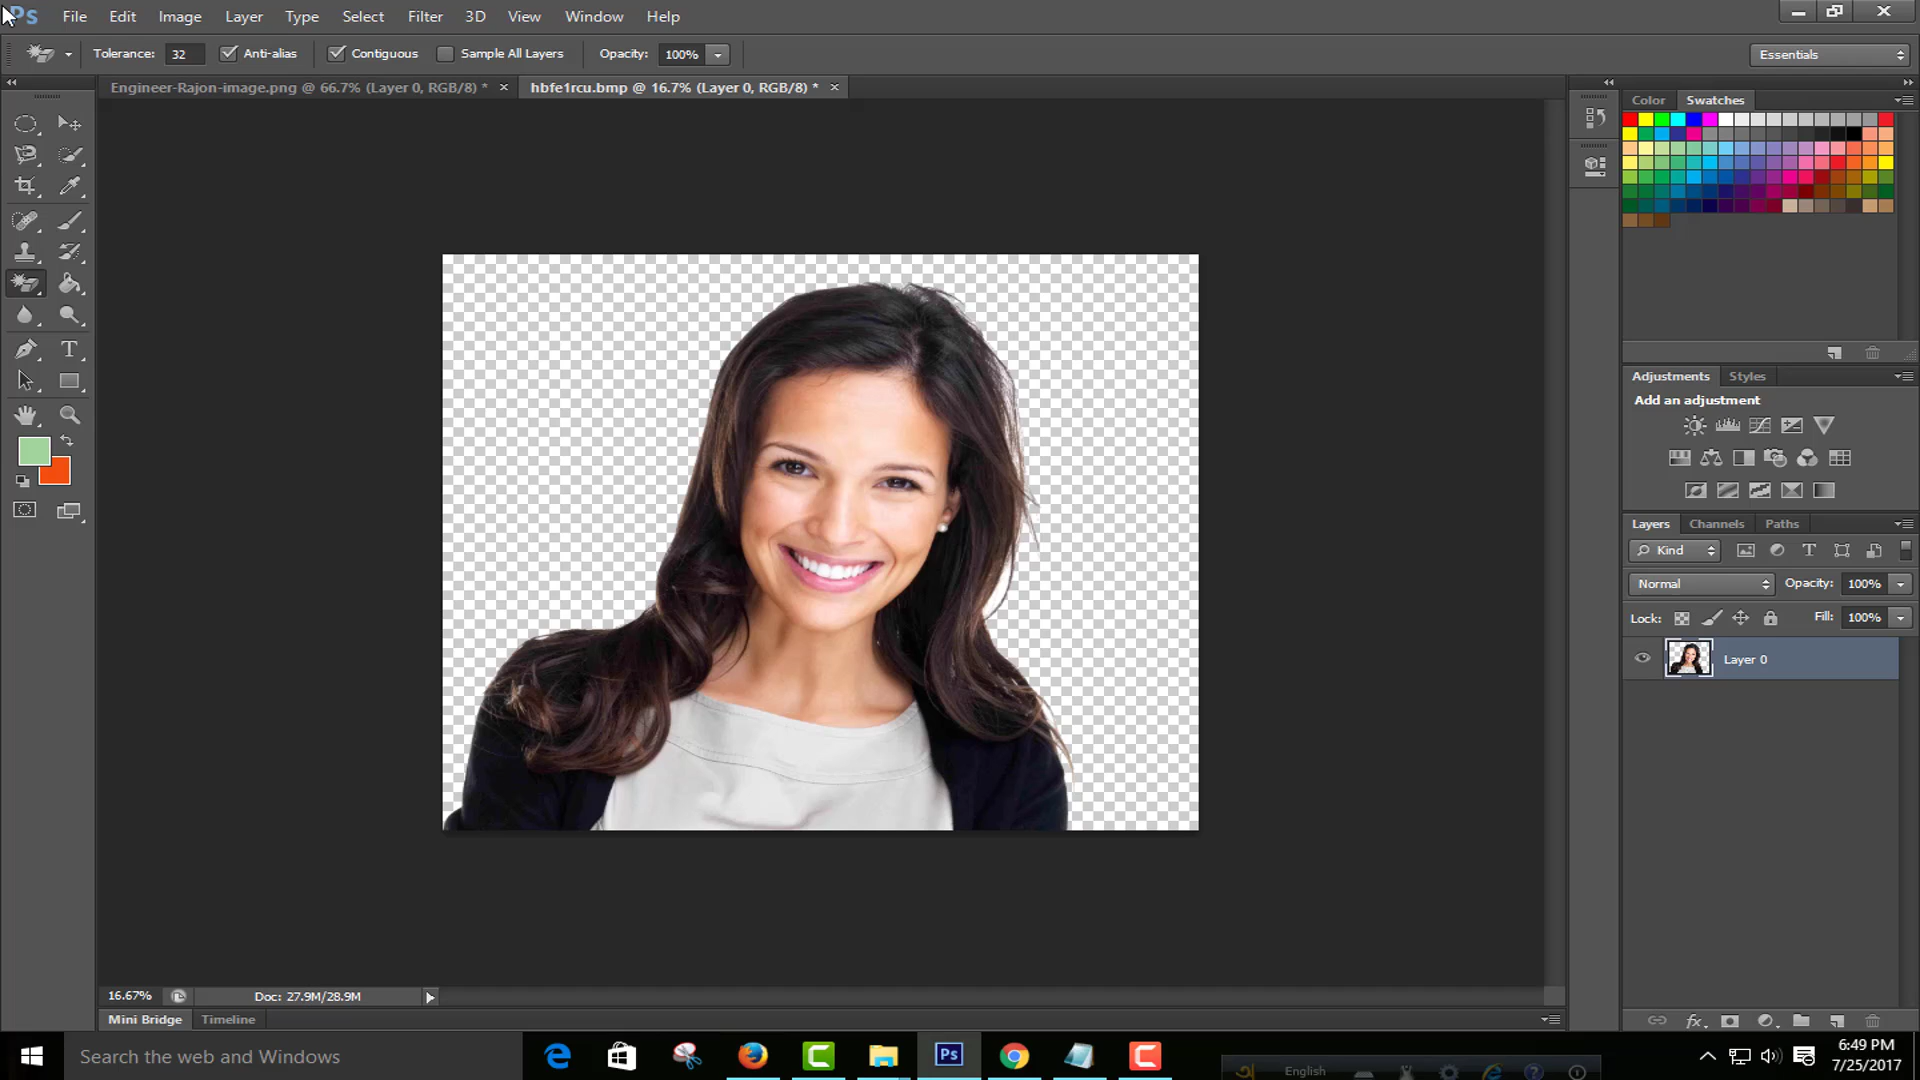 Ps File Edit Image Layer Type Select Filter 3D View Window Help
Tolerance: 32 Anti-alias Contiguous Sample All Layers Opacity: 100% Essentials
Engineer-Rajon-image.png @ 66.7% (Layer 0, RGB/8) * × hbfe1rcu.bmp @ 16.7% (Layer 0, RGB/8) * ×
Color Swatches
Adjustments Styles
Add an adjustment
Layers Channels Paths
Kind
Normal Opacity: 100%
Lock: Fill: 100%
Layer 0
16.67% Doc: 27.9M/28.9M
Mini Bridge Timeline
Search the web and Windows
Ps
English
6:49 PM
7/25/2017